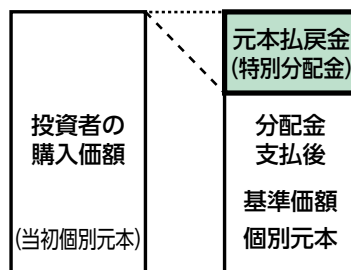 投資者の
購入価額
(当初個別元本)
元本払戻金
(特別分配金)
分配金
支払後
基準価額
個別元本